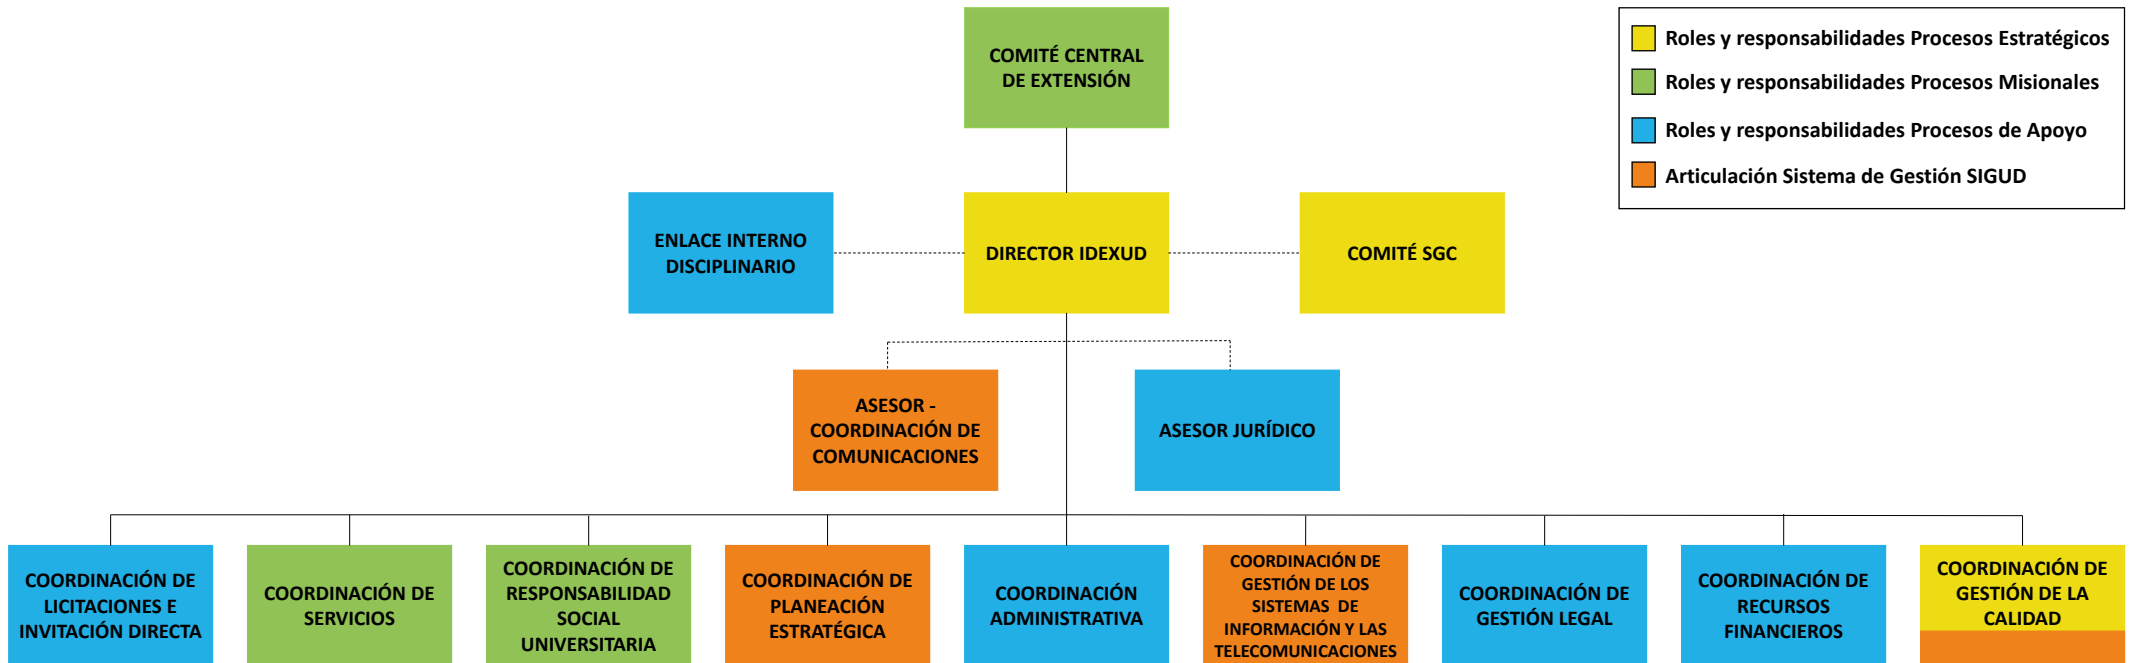 COMITÉ CENTRAL
DE EXTENSIÓN
Roles y responsabilidades Procesos Estratégicos
Roles y responsabilidades Procesos Misionales
Roles y responsabilidades Procesos de Apoyo
Articulación Sistema de Gestión SIGUD
ENLACE INTERNO
DISCIPLINARIO
DIRECTOR IDEXUD
COMITÉ SGC
ASESOR -
COORDINACIÓN DE
COMUNICACIONES
ASESOR JURÍDICO
COORDINACIÓN DE
LICITACIONES E
INVITACIÓN DIRECTA
COORDINACIÓN DE
SERVICIOS
COORDINACIÓN DE
RESPONSABILIDAD
SOCIAL
UNIVERSITARIA
COORDINACIÓN DE
PLANEACIÓN
ESTRATÉGICA
COORDINACIÓN
ADMINISTRATIVA
COORDINACIÓN DE
GESTIÓN DE LOS
SISTEMAS DE
INFORMACIÓN Y LAS
TELECOMUNICACIONES
COORDINACIÓN DE
GESTIÓN LEGAL
COORDINACIÓN DE
RECURSOS
FINANCIEROS
COORDINACIÓN DE
GESTIÓN DE LA
CALIDAD